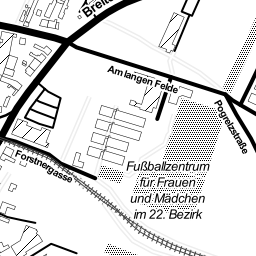 Breite
Am langen Felde
Pogrelzstraße
Forstnergasse
Fußballzentrum
für Frauen
und Mädchen
im 22. Bezirk